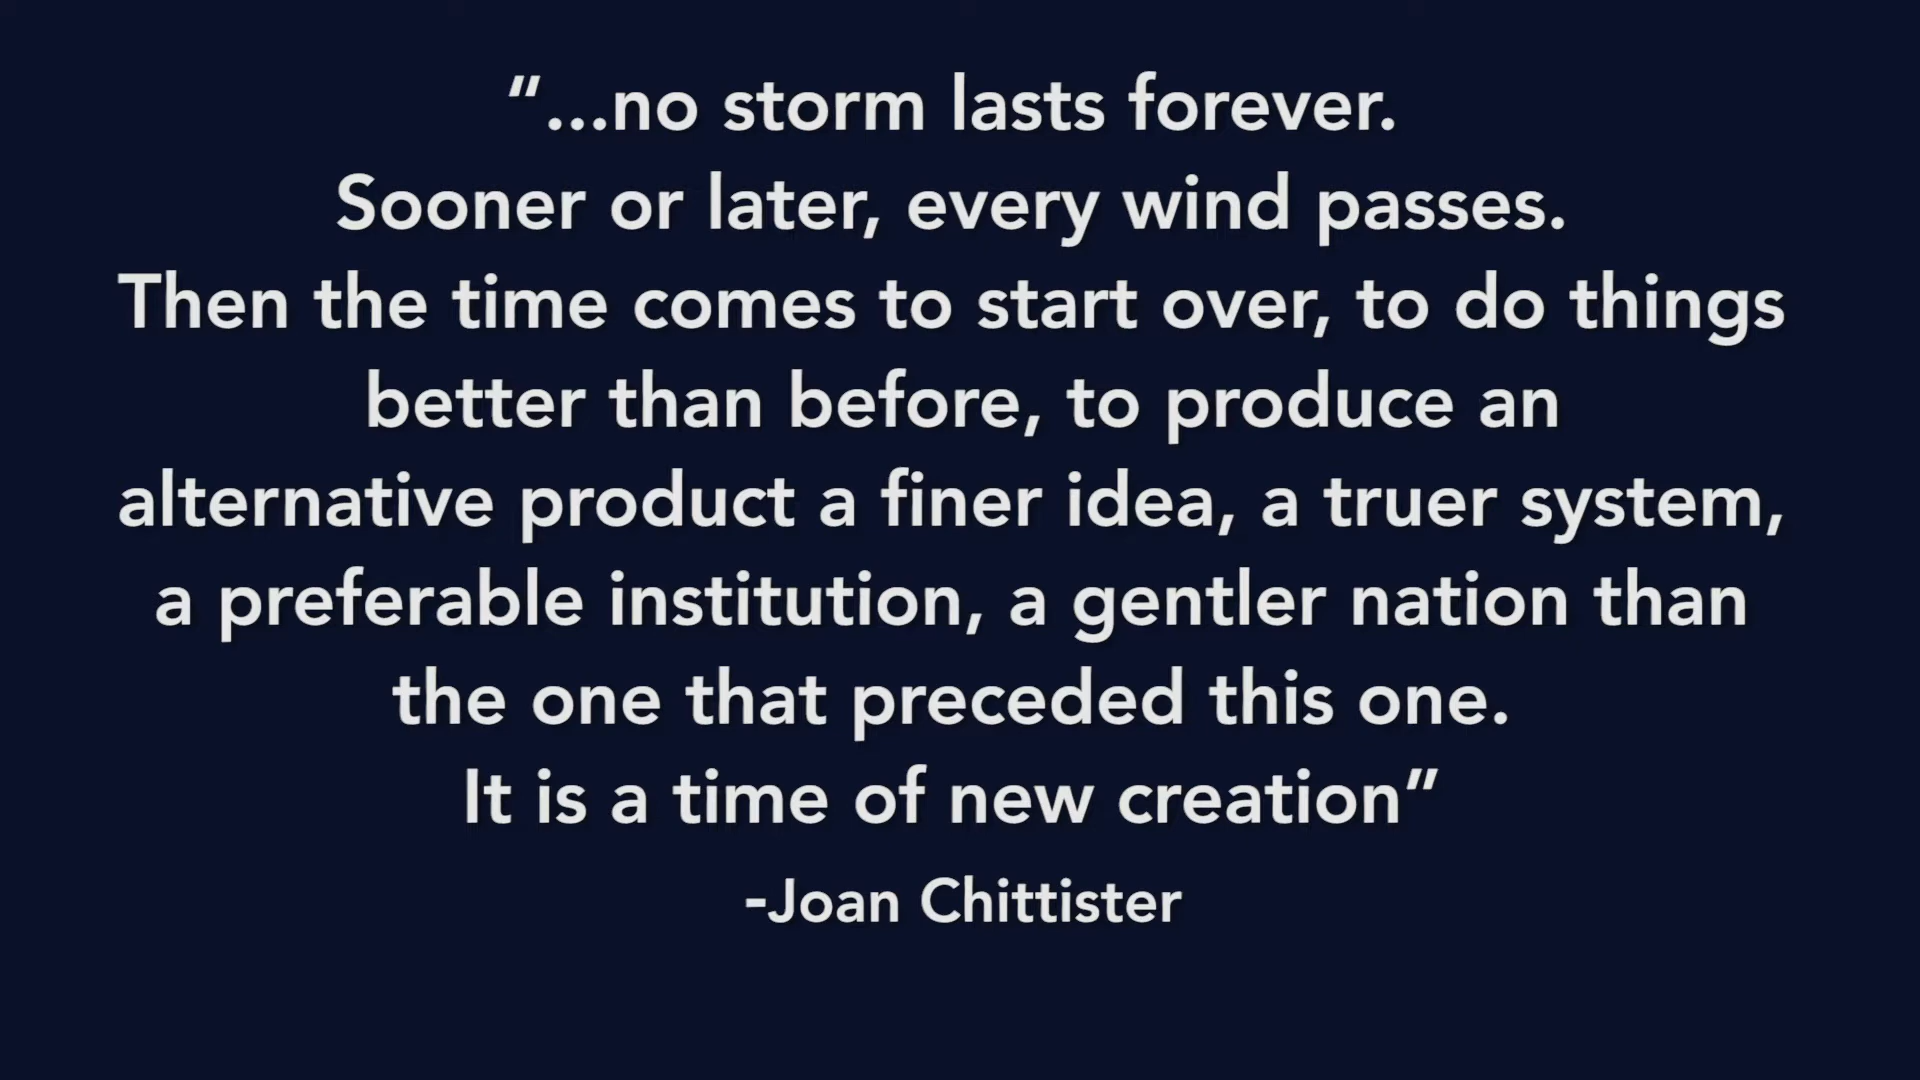 “...no storm lasts forever.
Sooner or later, every wind passes.
Then the time comes to start over, to do things
better than before, to produce an
alternative product a finer idea, a truer system,
a preferable institution, a gentler nation than
the one that preceded this one.
It is a time of new creation”
-Joan Chittister